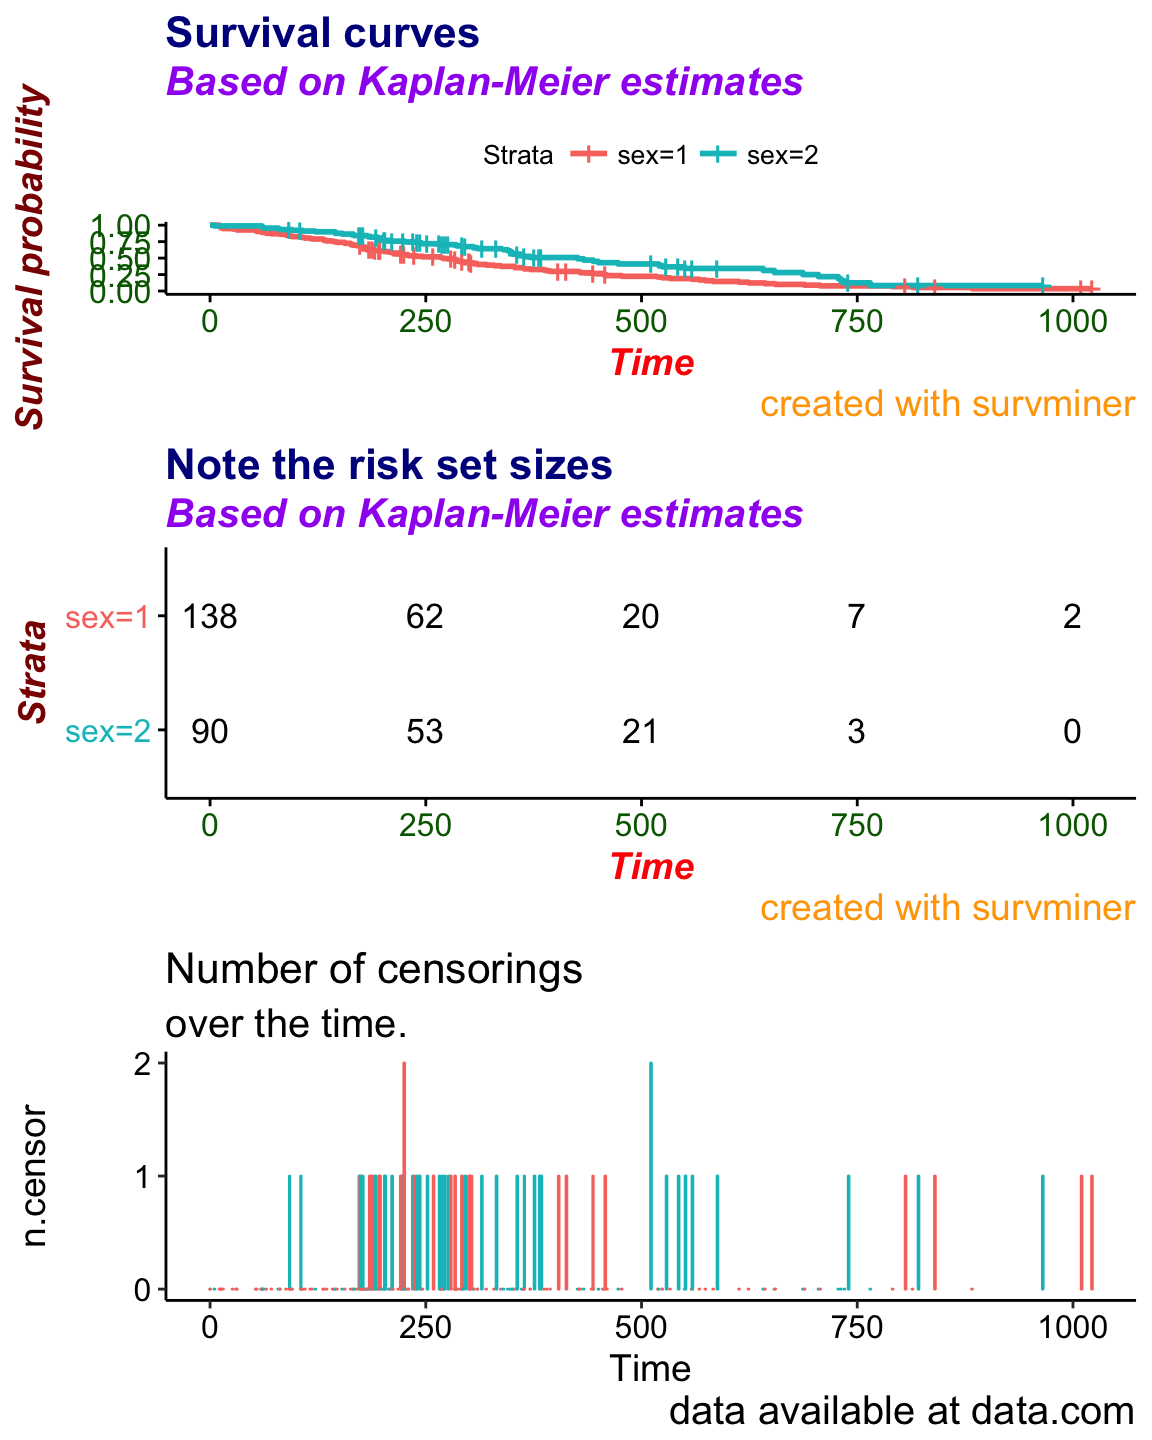 Survival curves
Based on Kaplan-Meier estimates
Strata sex=1 sex=2
Survival probability
1.00
0.75
0.50
0.25
0.00
0 250 500 750 1000
Time
created with survminer
Note the risk set sizes
Based on Kaplan-Meier estimates
Strata
sex=1 138 62 20 7 2
sex=2 90 53 21 3 0
0 250 500 750 1000
Time
created with survminer
Number of censorings
over the time.
n.censor
2
1
0
0 250 500 750 1000
Time
data available at data.com